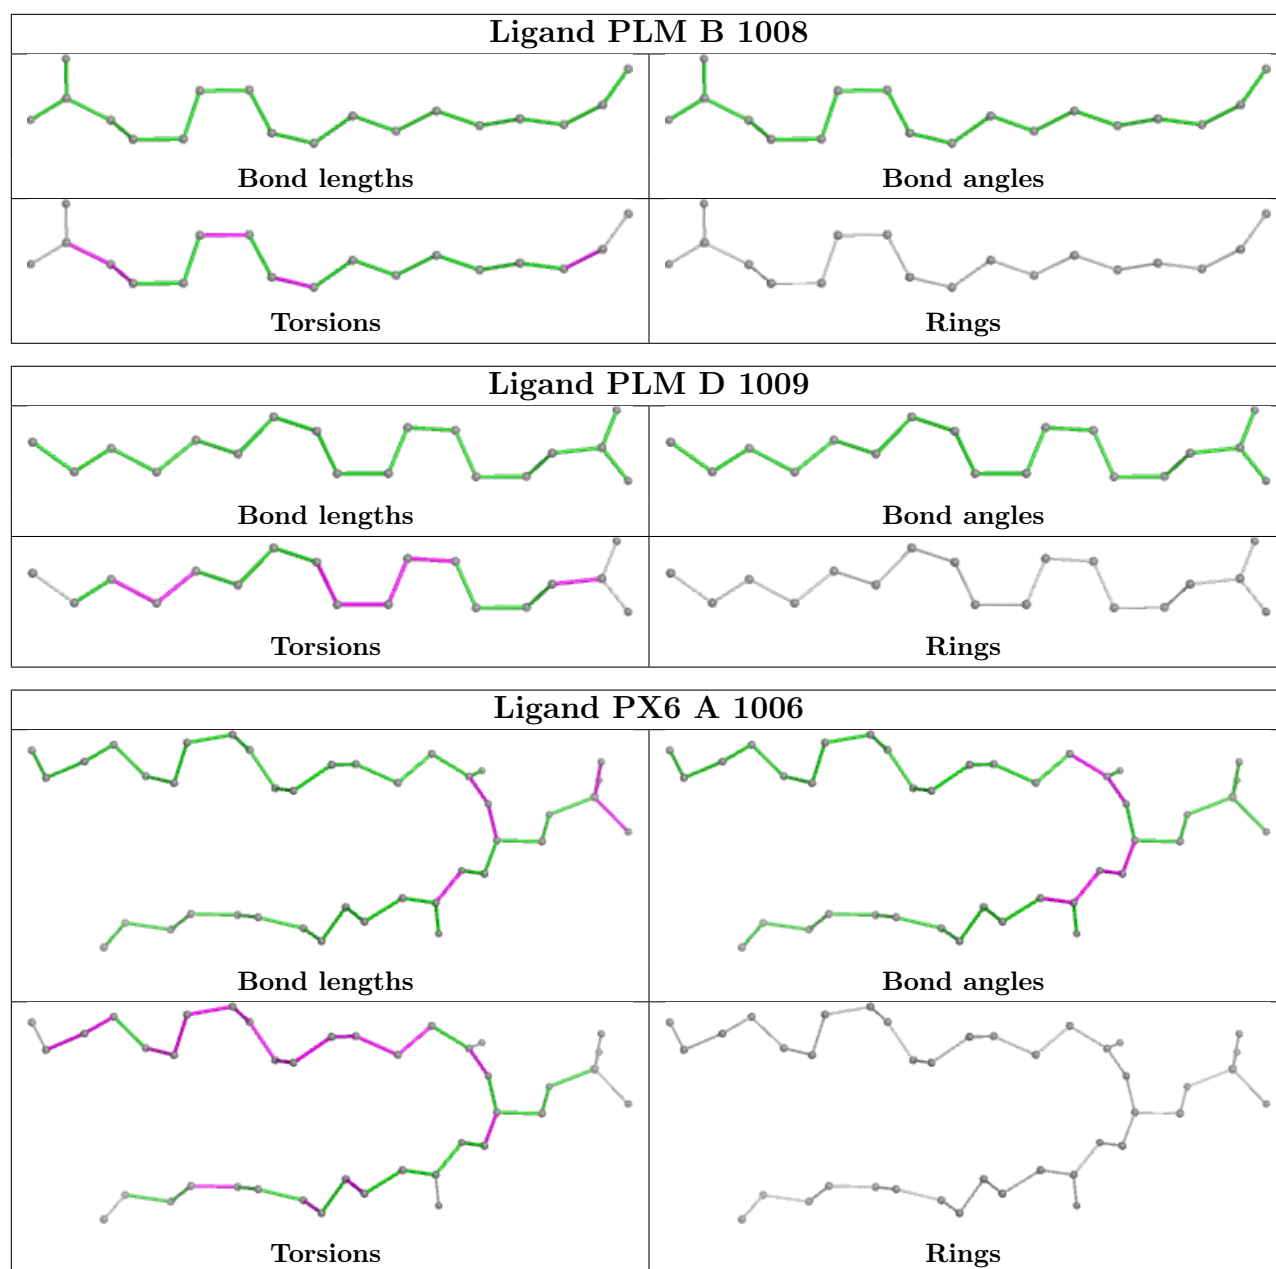 Ligand PLM B 1008
Bond lengths
Bond angles
Torsions
Rings
Ligand PLM D 1009
Bond lengths
Bond angles
Torsions
Rings
Ligand PX6 A 1006
Bond lengths
Bond angles
Torsions
Rings